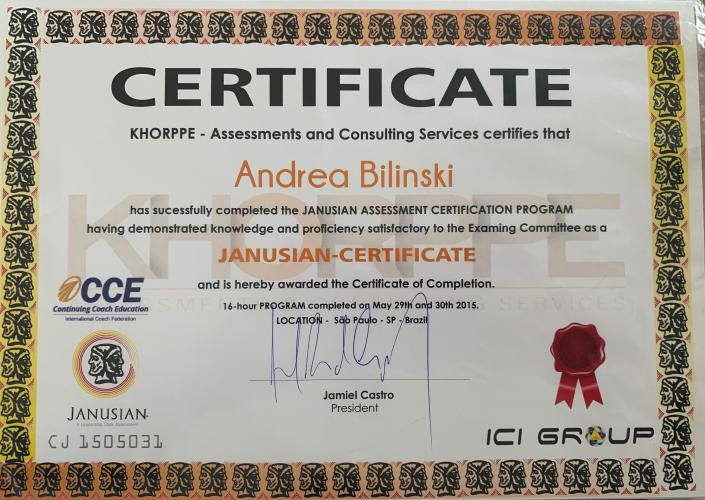 CERTIFICATE
KHORPPE - Assessments and Consulting Services certifies that
Andrea Bilinski
has sucessfully completed the JANUSIAN ASSESSMENT CERTIFICATION PROGRAM
having demonstrated knowledge and proficiency satisfactory to the Examing Committee as a
KHORPPE
JANUSIAN-CERTIFICATE
and is hereby awarded the Certificate of Completion.
16-hour PROGRAM completed on May 29th and 30th 2015.
LOCATION - São Paulo - SP - Brazil
CCE
Continuing Coach Education
International Coach Federation
Jamiel Castro
President
JANUSIAN
A Leadership Style Assessment
CJ 1505031
ICI GROUP